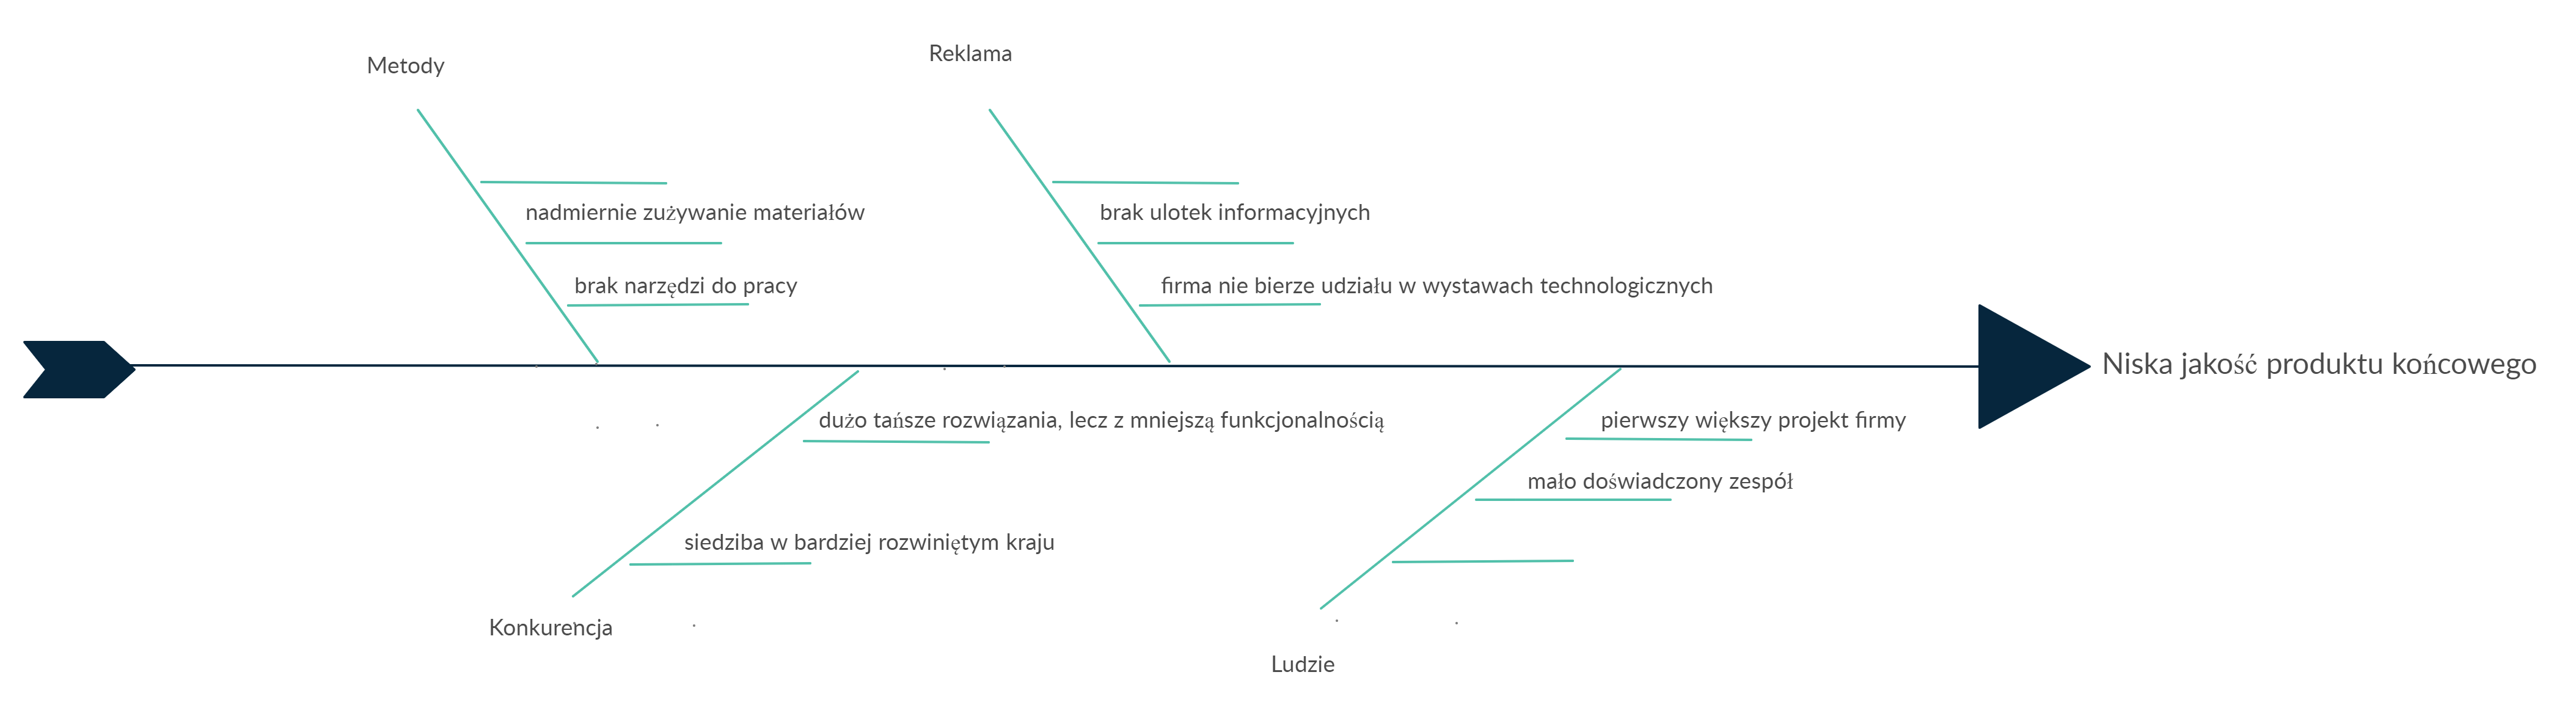 Metody
Reklama
nadmiernie zużywanie materiałów
brak ulotek informacyjnych
brak narzędzi do pracy
firma nie bierze udziału w wystawach technologicznych
Niska jakość produktu końcowego
dużo tańsze rozwiązania, lecz z mniejszą funkcjonalnością
pierwszy większy projekt firmy
mało doświadczony zespół
siedziba w bardziej rozwiniętym kraju
Konkurencja
Ludzie